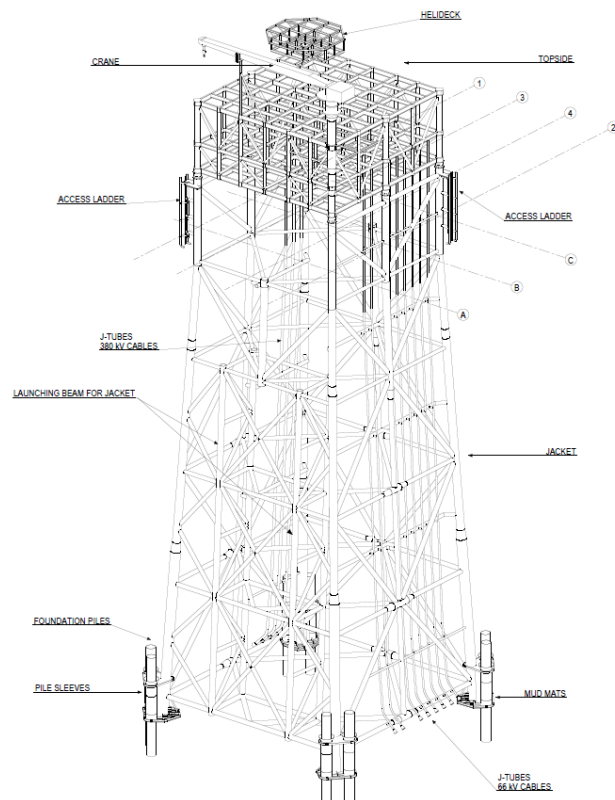 HELIDECK
CRANE
TOPSIDE
1
3
4
2
ACCESS LADDER
ACCESS LADDER
C
B
A
J-TUBES
380 kV CABLES
LAUNCHING BEAM FOR JACKET
JACKET
FOUNDATION PILES
PILE SLEEVES
MUD MATS
J-TUBES
66 kV CABLES